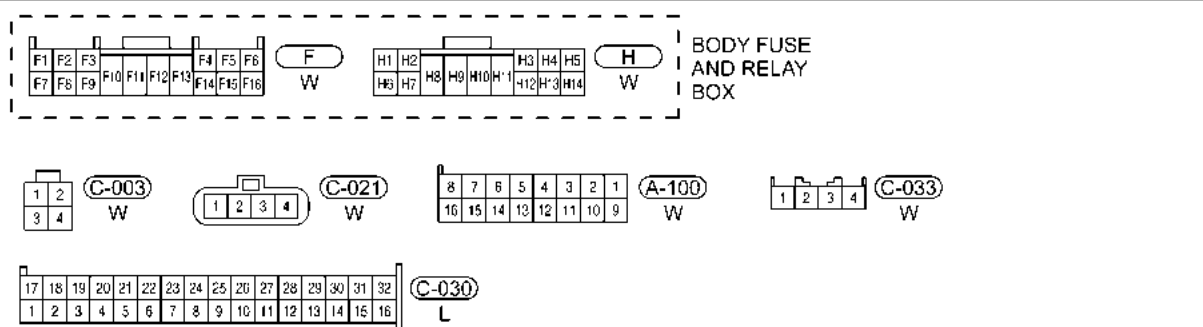 F1 F2 F3 F4 F5 F6
F10 F11 F12 F13
F7 F8 F9 F14 F15 F16
F
W
H1 H2 H3 H4 H5
H8 H9 H10 H11
H6 H7 H12 H13 H14
H
W
BODY FUSE
AND RELAY
BOX
1 2
3 4
C-003
W
1 2 3 4
C-021
W
8 7 6 5 4 3 2 1
16 15 14 13 12 11 10 9
A-100
W
1 2 3 4
C-033
W
17 18 19 20 21 22 23 24 25 26 27 28 29 30 31 32
1 2 3 4 5 6 7 8 9 10 11 12 13 14 15 16
C-030
L